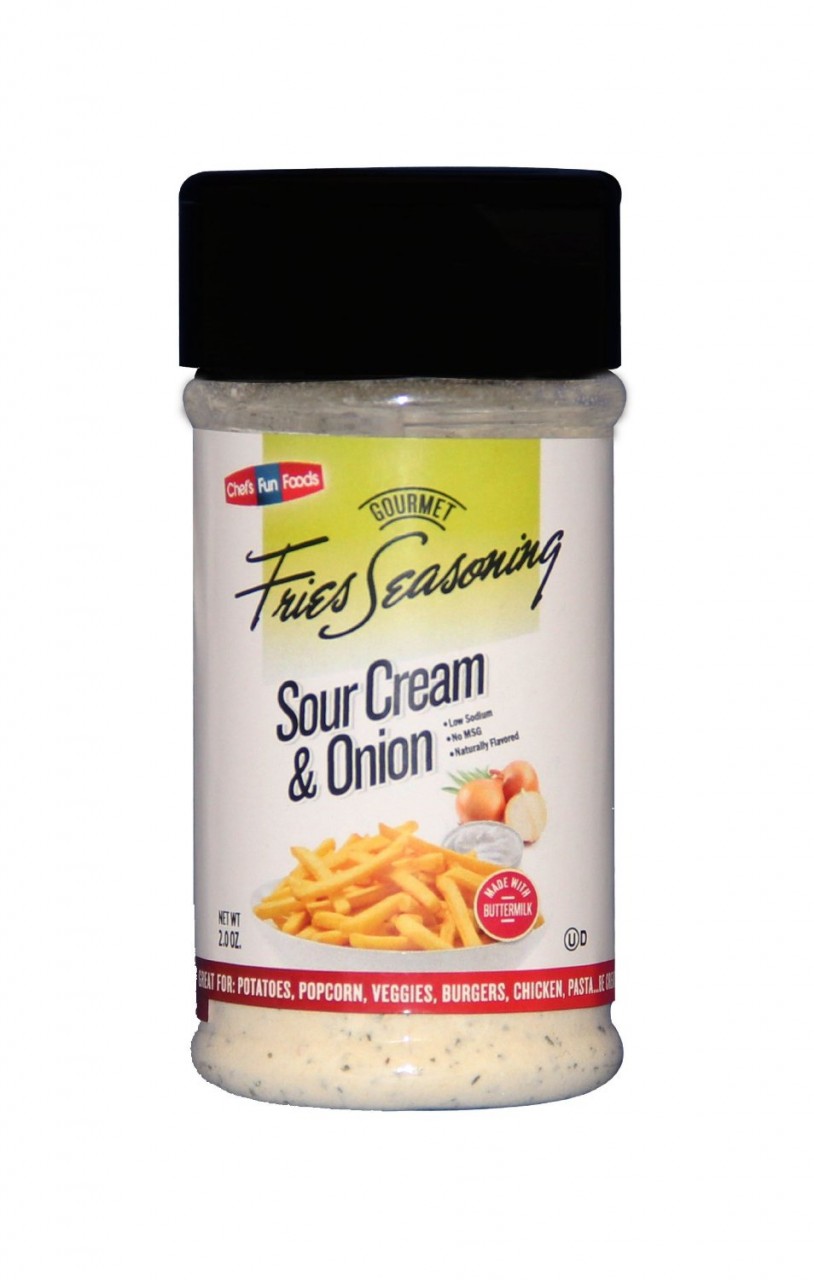 Chef's Fun Foods
GOURMET
Fries Seasoning
Sour Cream
& Onion
• Low Sodium
• No MSG
• Naturally Flavored
MADE WITH
BUTTERMILK
NET WT
2.0 OZ.
U D
GREAT FOR: POTATOES, POPCORN, VEGGIES, BURGERS, CHICKEN, PASTA...BE